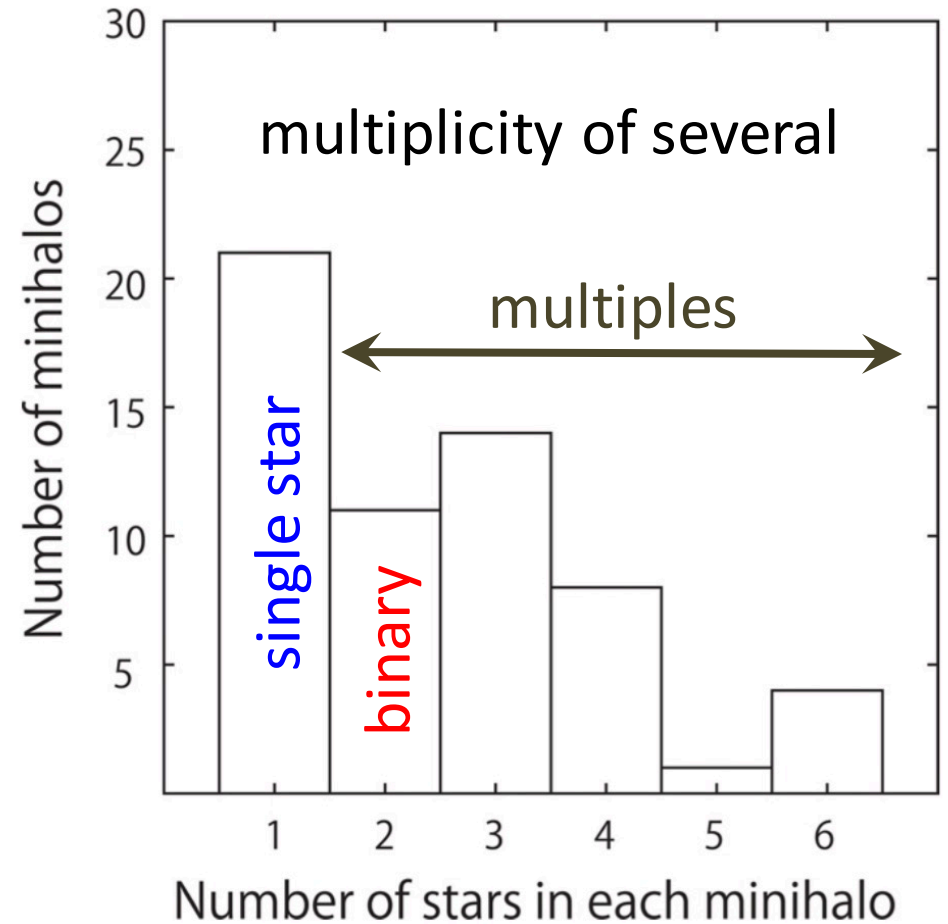 30
25
20
15
10
5
Number of minihalos
multiplicity of several
multiples
single star
binary
1 2 3 4 5 6
Number of stars in each minihalo